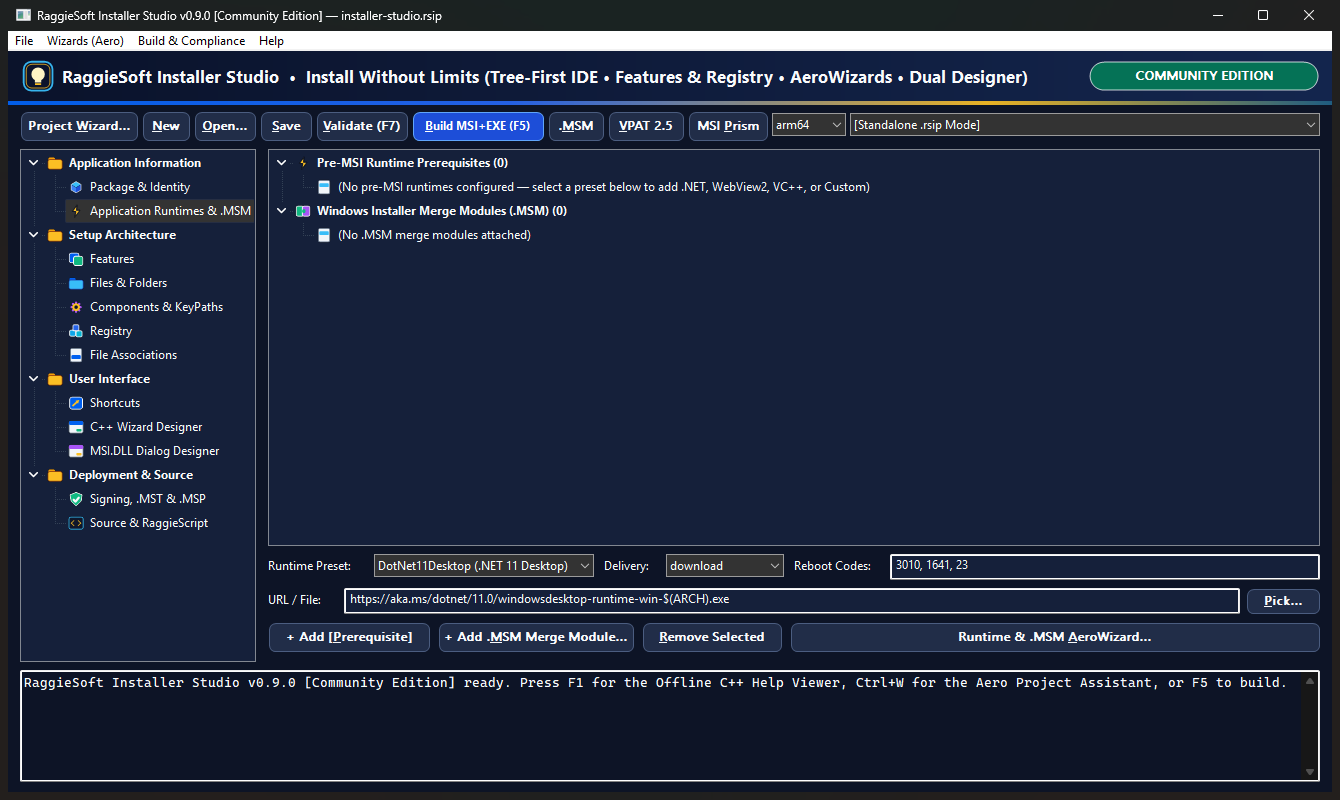 RaggieSoft Installer Studio v0.9.0 [Community Edition] — installer-studio.rsip
File Wizards (Aero) Build & Compliance Help
RaggieSoft Installer Studio • Install Without Limits (Tree-First IDE • Features & Registry • AeroWizards • Dual Designer)
COMMUNITY EDITION
Project Wizard... New Open... Save Validate (F7) Build MSI+EXE (F5) .MSM VPAT 2.5 MSI Prism arm64 [Standalone .rsip Mode]
Application Information
Package & Identity
Application Runtimes & .MSM
Setup Architecture
Features
Files & Folders
Components & KeyPaths
Registry
File Associations
User Interface
Shortcuts
C++ Wizard Designer
MSI.DLL Dialog Designer
Deployment & Source
Signing, .MST & .MSP
Source & RaggieScript
Pre-MSI Runtime Prerequisites (0)
(No pre-MSI runtimes configured — select a preset below to add .NET, WebView2, VC++, or Custom)
Windows Installer Merge Modules (.MSM) (0)
(No .MSM merge modules attached)
Runtime Preset: DotNet11Desktop (.NET 11 Desktop) Delivery: download Reboot Codes: 3010, 1641, 23
URL / File: https://aka.ms/dotnet/11.0/windowsdesktop-runtime-win-$(ARCH).exe Pick...
+ Add [Prerequisite] + Add .MSM Merge Module... Remove Selected Runtime & .MSM AeroWizard...
RaggieSoft Installer Studio v0.9.0 [Community Edition] ready. Press F1 for the Offline C++ Help Viewer, Ctrl+W for the Aero Project Assistant, or F5 to build.